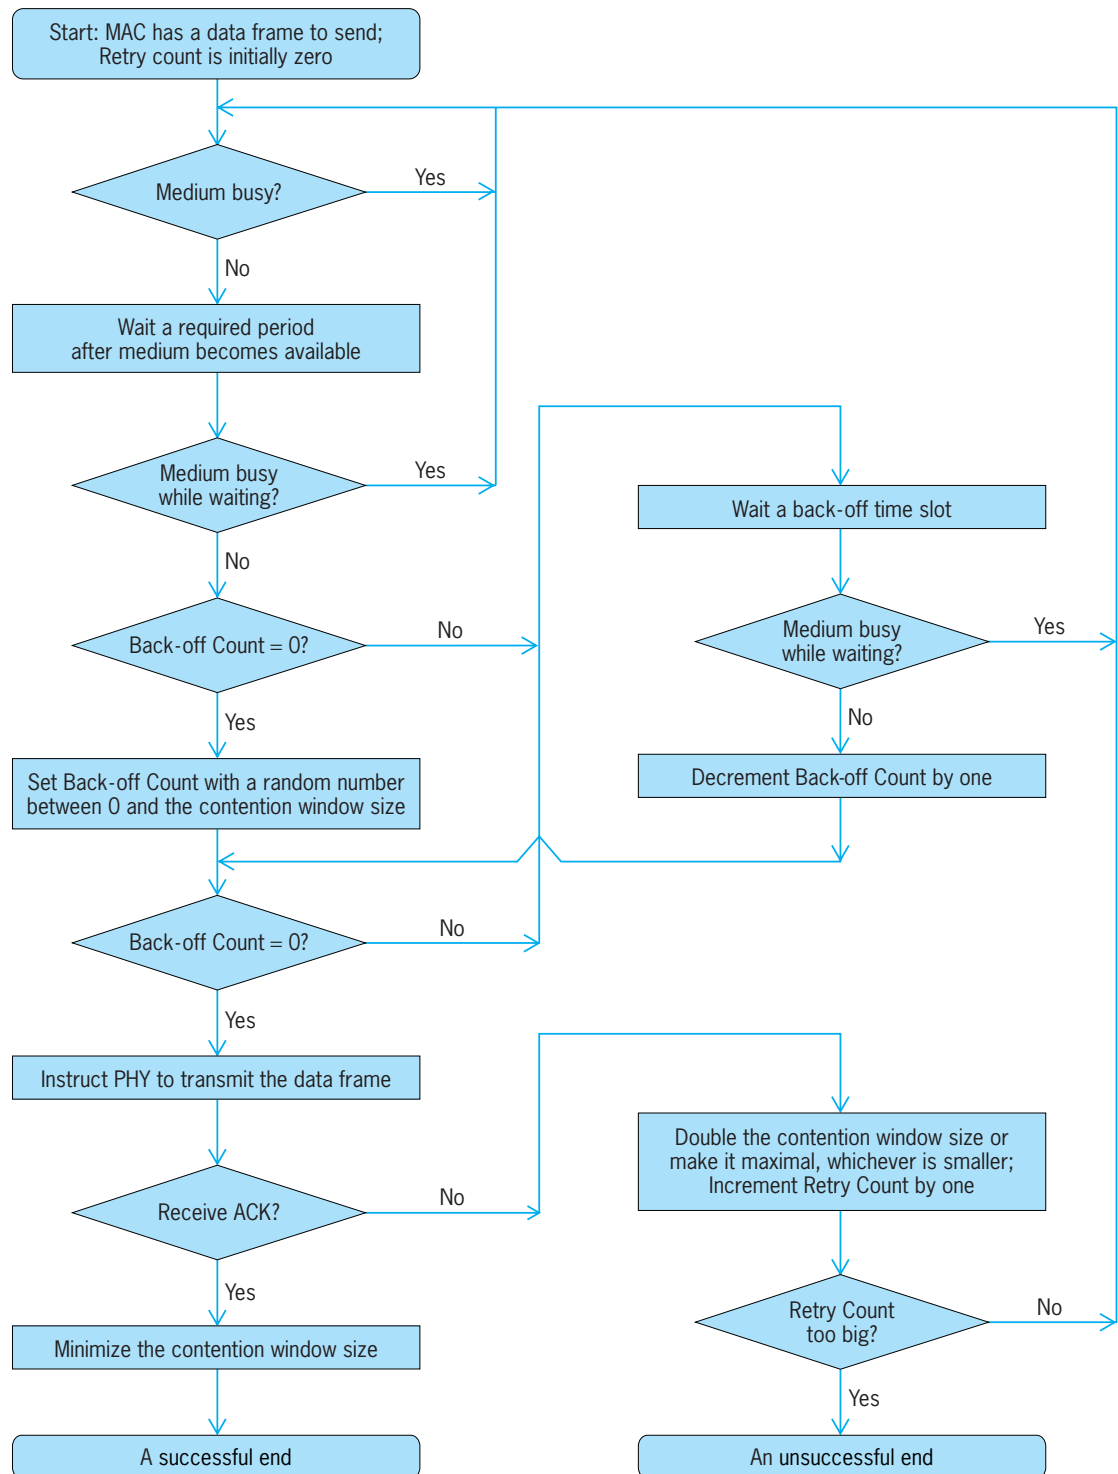 Start: MAC has a data frame to send;
Retry count is initially zero
Medium busy?
Yes
No
Wait a required period
after medium becomes available
Medium busy
while waiting?
Yes
No
Back-off Count = 0?
No
Yes
Set Back-off Count with a random number
between 0 and the contention window size
Back-off Count = 0?
No
Yes
Instruct PHY to transmit the data frame
Receive ACK?
No
Yes
Minimize the contention window size
A successful end
Wait a back-off time slot
Medium busy
while waiting?
Yes
No
Decrement Back-off Count by one
Double the contention window size or
make it maximal, whichever is smaller;
Increment Retry Count by one
Retry Count
too big?
No
Yes
An unsuccessful end